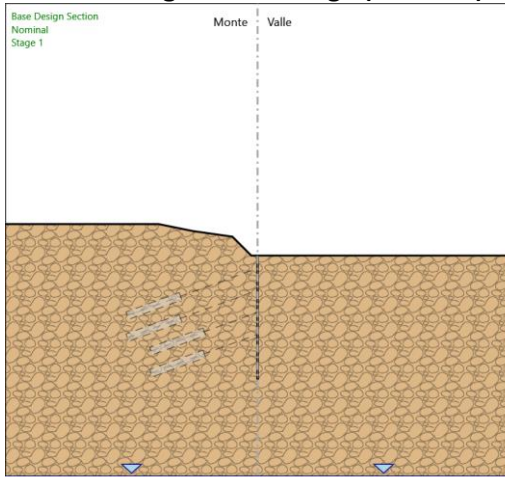 Base Design Section
Nominal
Stage 1
Monte
Valle